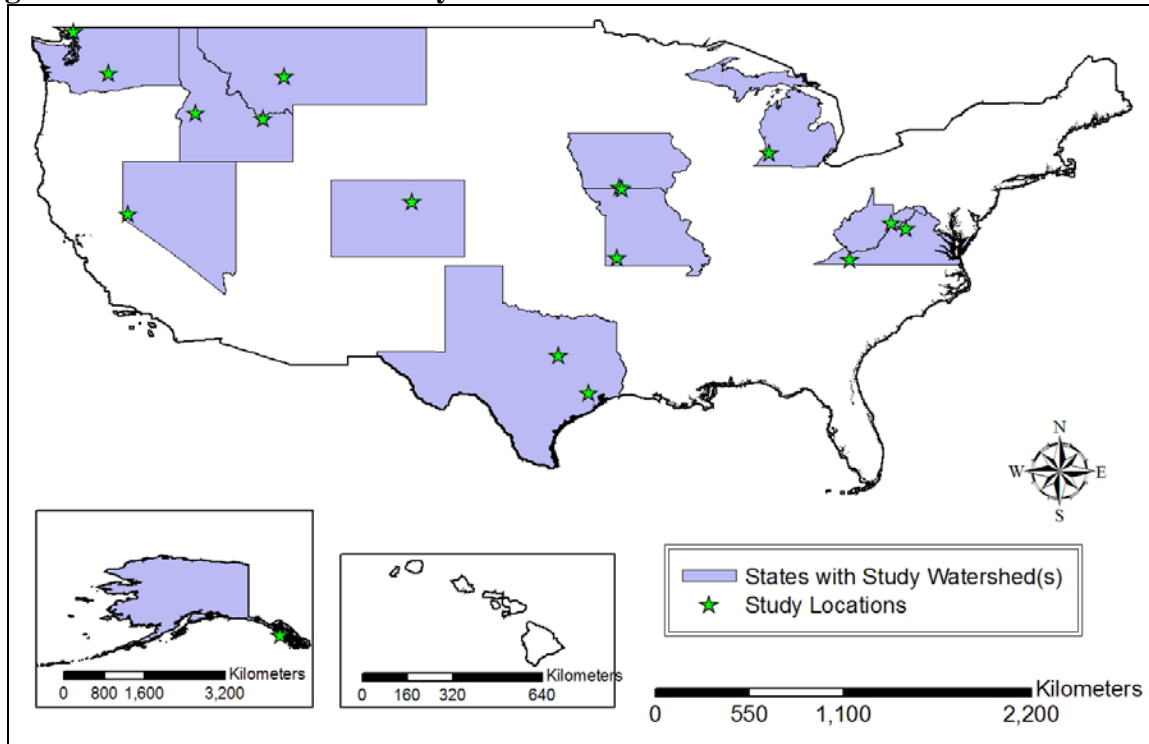 N
W E
S
States with Study Watershed(s)
Study Locations
Kilometers
0 800 1,600 3,200
Kilometers
0 160 320 640
Kilometers
0 550 1,100 2,200